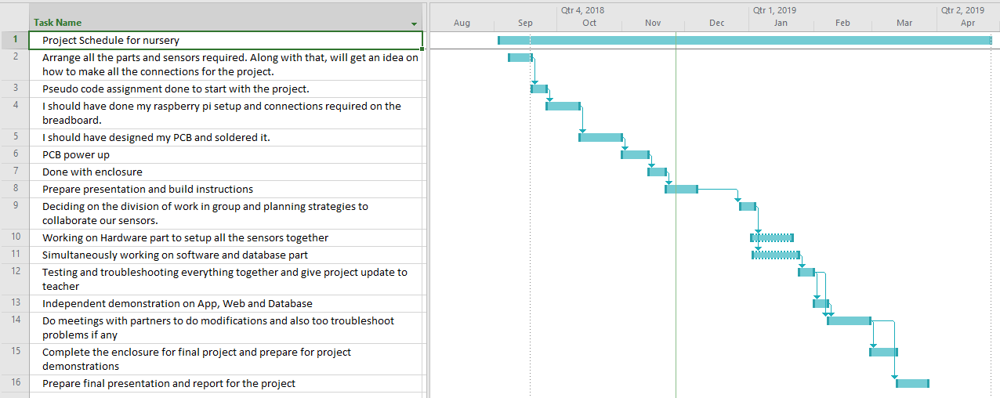 Qtr 4, 2018 Qtr 1, 2019 Qtr 2, 2019
Task Name Aug Sep Oct Nov Dec Jan Feb Mar Apr
1 Project Schedule for nursery
2 Arrange all the parts and sensors required. Along with that, will get an idea on
how to make all the connections for the project.
3 Pseudo code assignment done to start with the project.
4 I should have done my raspberry pi setup and connections required on the
breadboard.
5 I should have designed my PCB and soldered it.
6 PCB power up
7 Done with enclosure
8 Prepare presentation and build instructions
9 Deciding on the division of work in group and planning strategies to
collaborate our sensors.
10 Working on Hardware part to setup all the sensors together
11 Simultaneously working on software and database part
12 Testing and troubleshooting everything together and give project update to
teacher
13 Independent demonstration on App, Web and Database
14 Do meetings with partners to do modifications and also too troubleshoot
problems if any
15 Complete the enclosure for final project and prepare for project
demonstrations
16 Prepare final presentation and report for the project